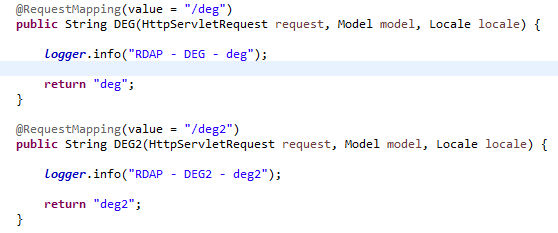 @RequestMapping(value = "/deg")
public String DEG(HttpServletRequest request, Model model, Locale locale) {
logger.info("RDAP - DEG - deg");
return "deg";
}
@RequestMapping(value = "/deg2")
public String DEG2(HttpServletRequest request, Model model, Locale locale) {
logger.info("RDAP - DEG2 - deg2");
return "deg2";
}